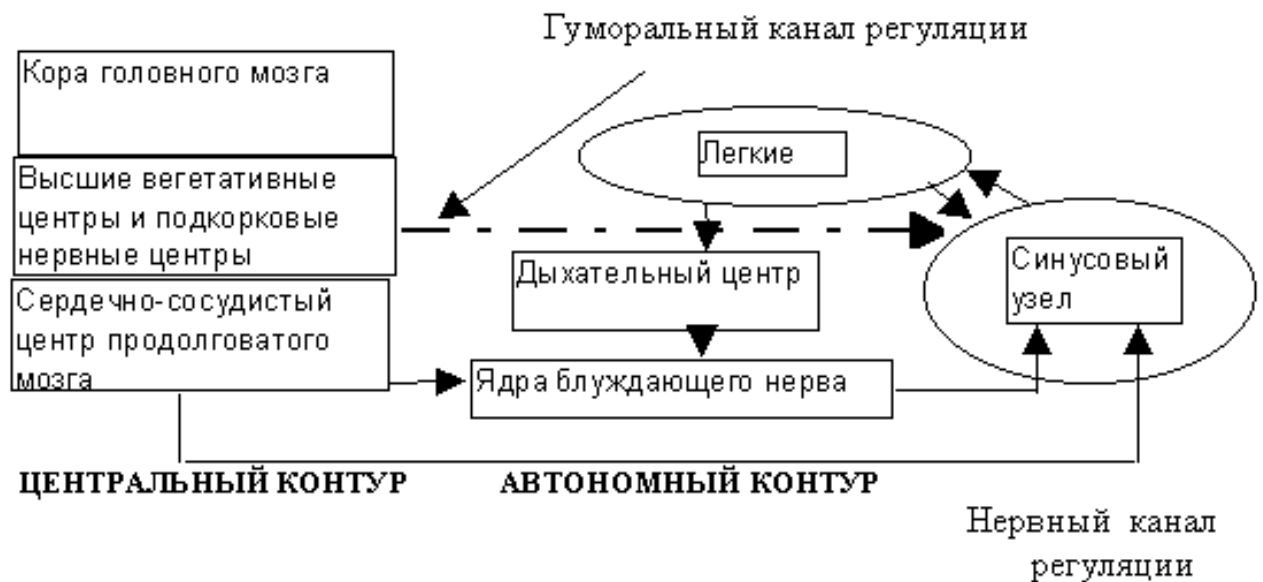 Гуморальный канал регуляции
Кора головного мозга
Высшие вегетативные
центры и подкорковые
нервные центры
Сердечно-сосудистый
центр продолговатого
мозга
Легкие
Дыхательный центр
Ядра блуждающего нерва
Синусовый
узел
ЦЕНТРАЛЬНЫЙ КОНТУР
АВТОНОМНЫЙ КОНТУР
Нервный канал
регуляции